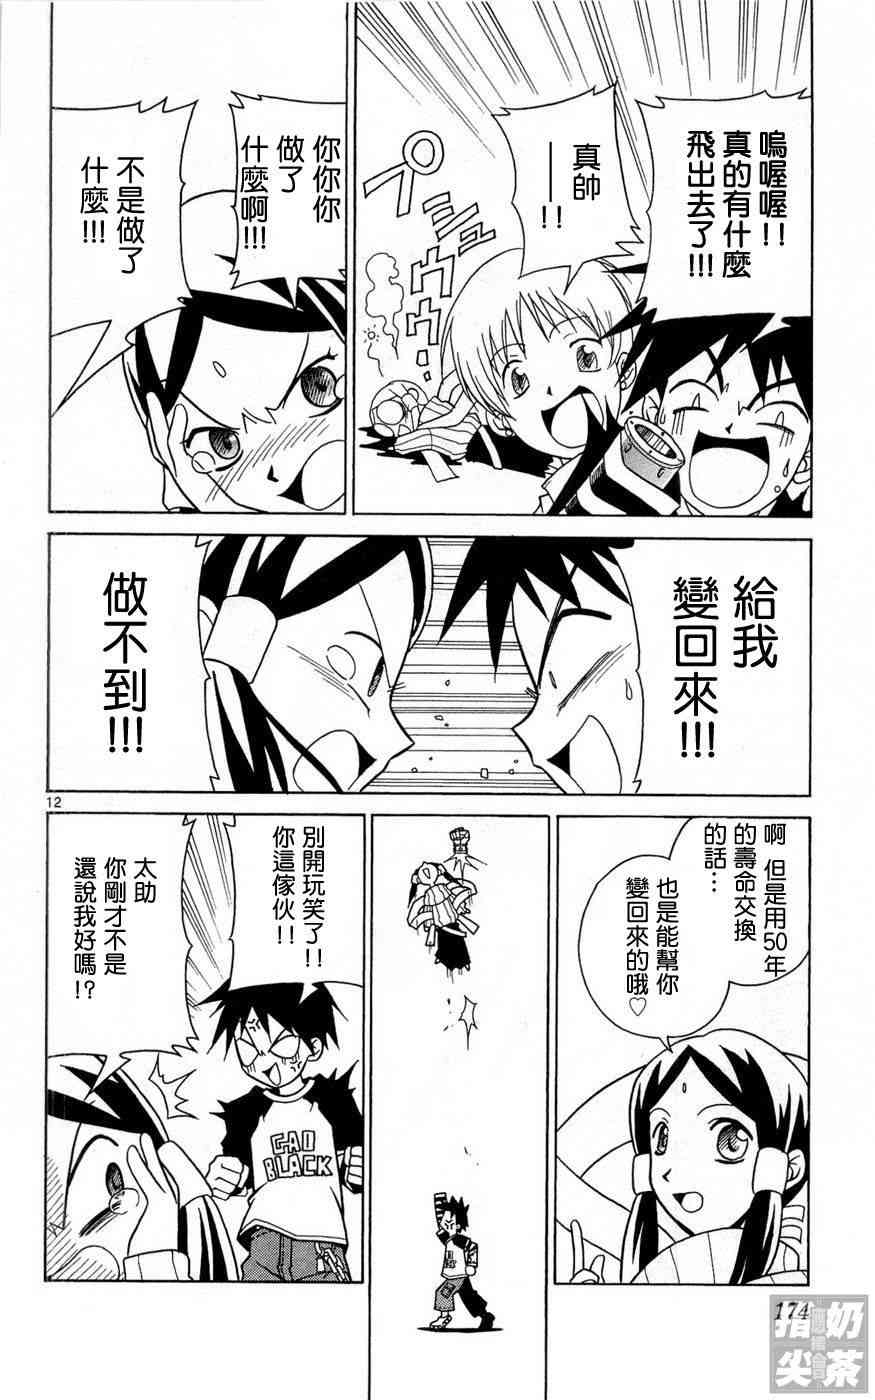 嗚喔喔!!
真的有什麼
飛出去了!!!
真帥
——!!
ピュー
ウウ
你你你
做了
什麼啊!!!
不是做了
什麼!!!
給我
變回來!!!
做不到!!!
12
啊 但是用50年
的壽命交換
的話…
也是能幫你
變回來的哦♡
別開玩笑了!!
你這傢伙!!
GAO
BLACK
太助
你剛才不是
還說我好嗎!?
174
指尖
奶茶